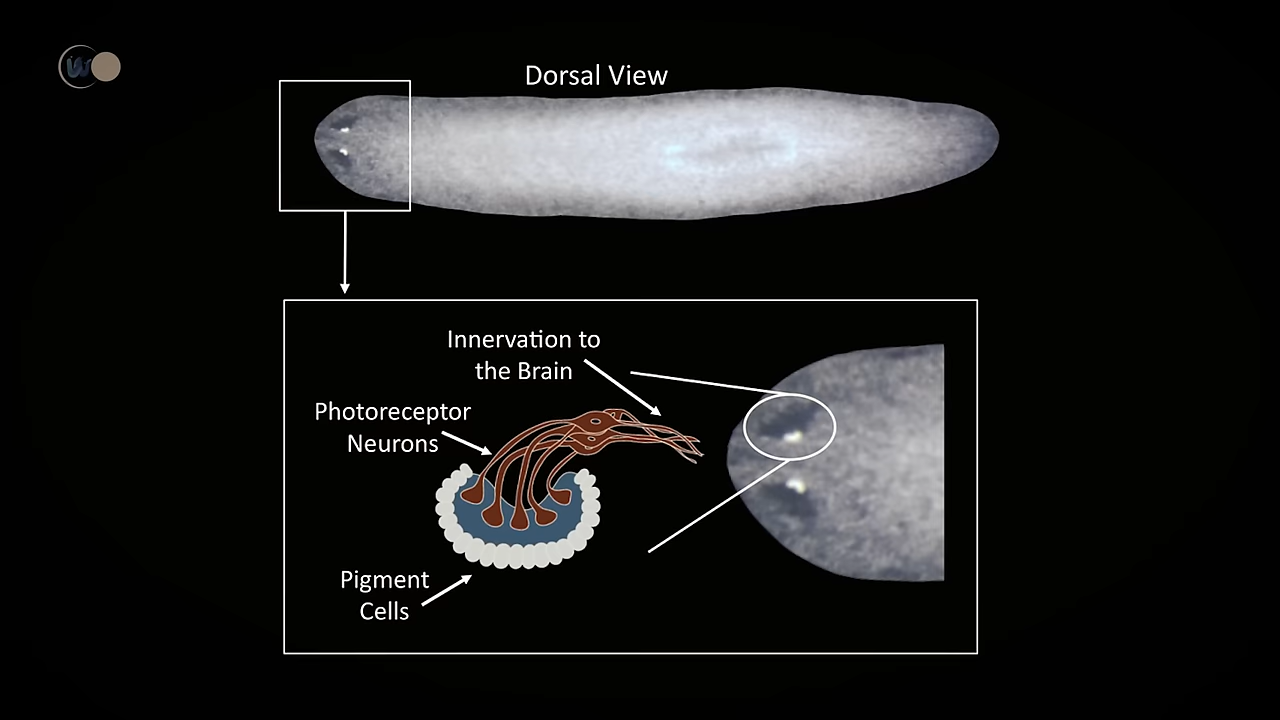 Dorsal View
Innervation to
the Brain
Photoreceptor
Neurons
Pigment
Cells